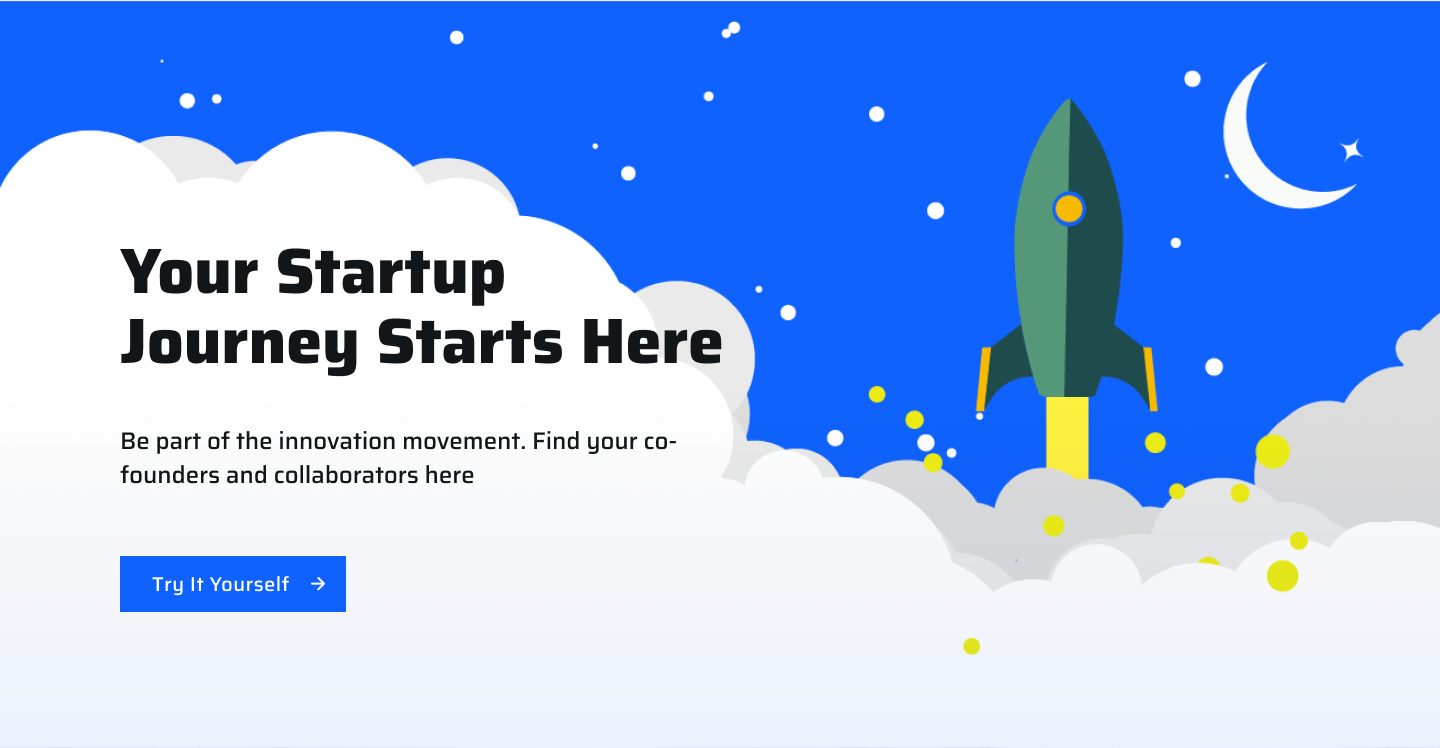 Your Startup
Journey Starts Here
Be part of the innovation movement. Find your co-
founders and collaborators here
Try It Yourself